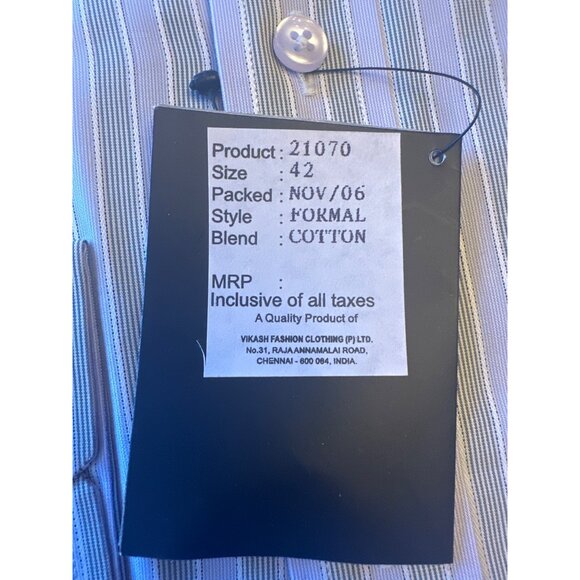 Product : 21070
Size : 42
Packed : NOV/06
Style : FORMAL
Blend : COTTON
MRP :
Inclusive of all taxes
A Quality Product of
VIKASH FASHION CLOTHING (P) LTD.
No.31, RAJA ANNAMALAI ROAD,
CHENNAI - 600 084, INDIA.